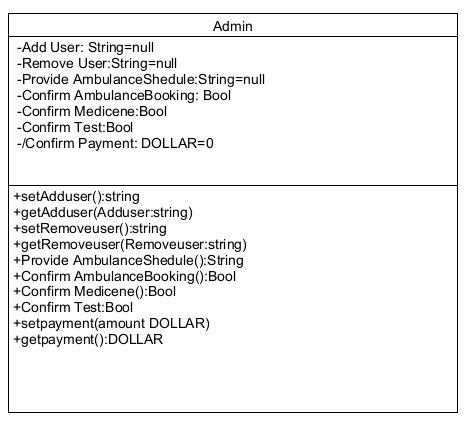 Admin
-Add User: String=null
-Remove User:String=null
-Provide AmbulanceShedule:String=null
-Confirm AmbulanceBooking: Bool
-Confirm Medicene:Bool
-Confirm Test:Bool
-/Confirm Payment: DOLLAR=0
+setAdduser():string
+getAdduser(Adduser:string)
+setRemoveuser():string
+getRemoveuser(Removeuser:string)
+Provide AmbulanceShedule():String
+Confirm AmbulanceBooking():Bool
+Confirm Medicene():Bool
+Confirm Test:Bool
+setpayment(amount DOLLAR)
+getpayment():DOLLAR